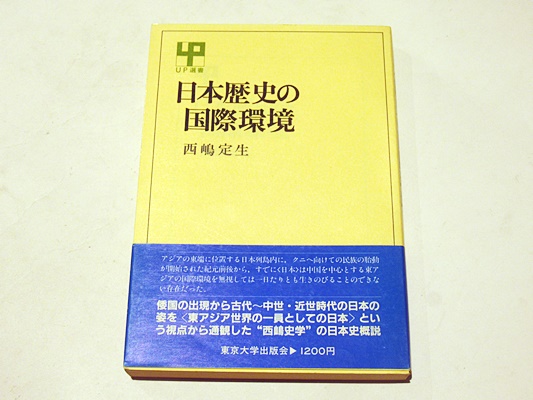 UP選書
日本歴史の
国際環境
西嶋定生
アジアの東端に位置する日本列島内に，クニへ向けての民族の胎動
が開始された紀元前後から，すでに〈日本〉は中国を中心とする東ア
ジアの国際環境を無視しては一日たりとも生きのびることのできな
い存在だった。
倭国の出現から古代〜中世・近世時代の日本の
姿を〈東アジア世界の一員としての日本〉とい
う視点から通観した“西嶋史学”の日本史概説
東京大学出版会▶1200円